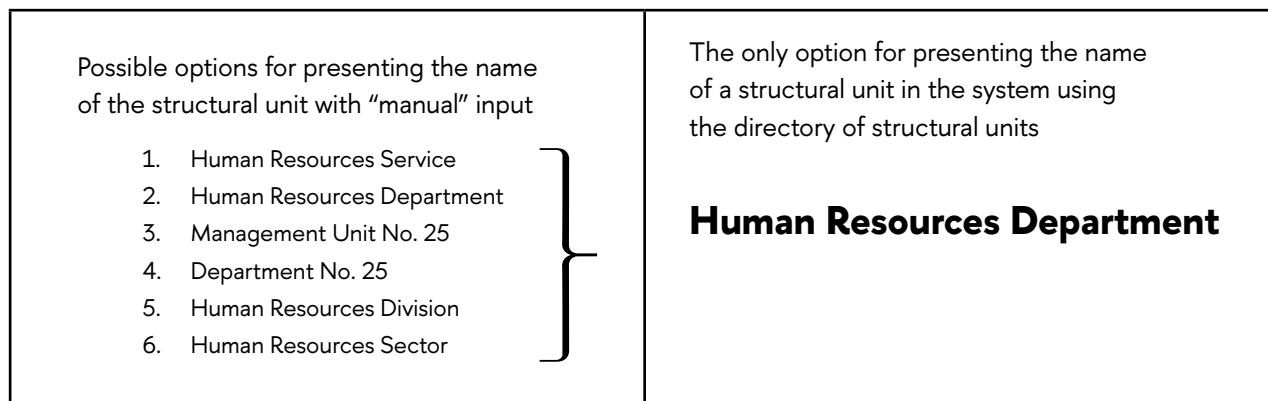 Possible options for presenting the name
of the structural unit with “manual” input
1. Human Resources Service
2. Human Resources Department
3. Management Unit No. 25
4. Department No. 25
5. Human Resources Division
6. Human Resources Sector
The only option for presenting the name
of a structural unit in the system using
the directory of structural units
Human Resources Department